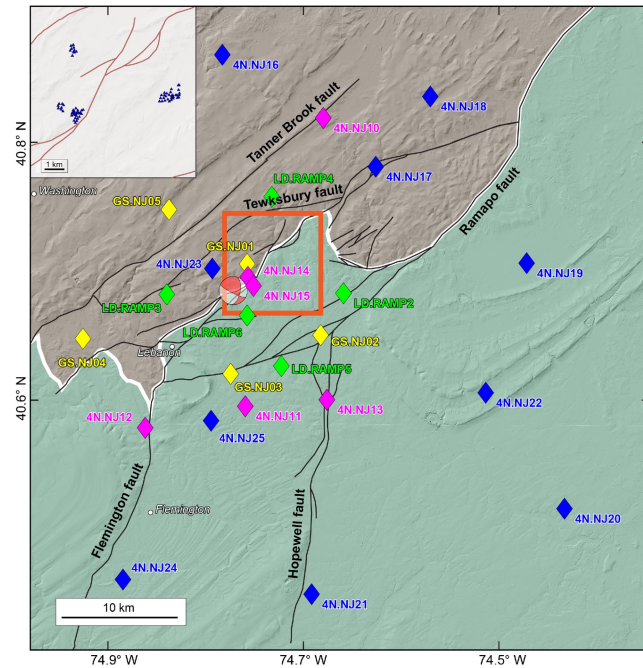 4N.NJ16
4N.NJ18
4N.NJ10
Tanner Brook fault
40.8° N
1 km
4N.NJ17
LD.RAMP4
Washington
Tewksbury fault
GS.NJ05
Ramapo fault
GS.NJ01
4N.NJ23
4N.NJ14
4N.NJ19
4N.NJ15
LD.RAMP3
LD.RAMP2
LD.RAMP6
GS.NJ02
Lebanon
GS.NJ04
LD.RAMP5
GS.NJ03
40.6° N
4N.NJ22
4N.NJ12
4N.NJ11
4N.NJ13
4N.NJ25
Flemington fault
Flemington
4N.NJ20
Hopewell fault
4N.NJ24
4N.NJ21
10 km
74.9° W
74.7° W
74.5° W